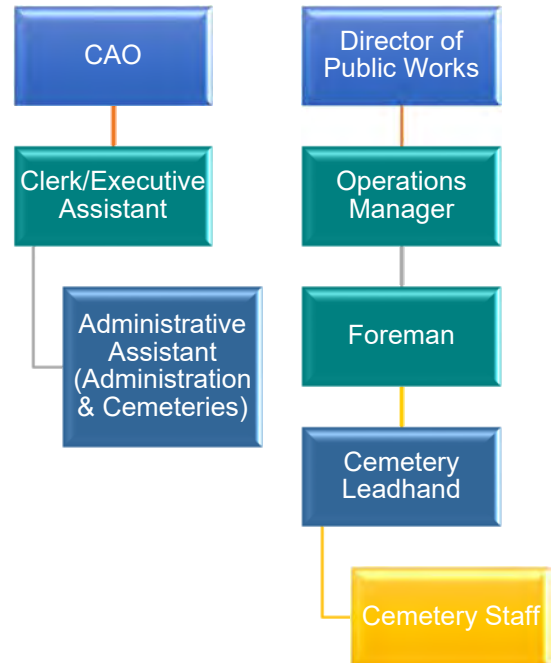 CAO
Clerk/Executive
Assistant
Administrative
Assistant
(Administration
& Cemeteries)
Director of
Public Works
Operations
Manager
Foreman
Cemetery
Leadhand
Cemetery Staff